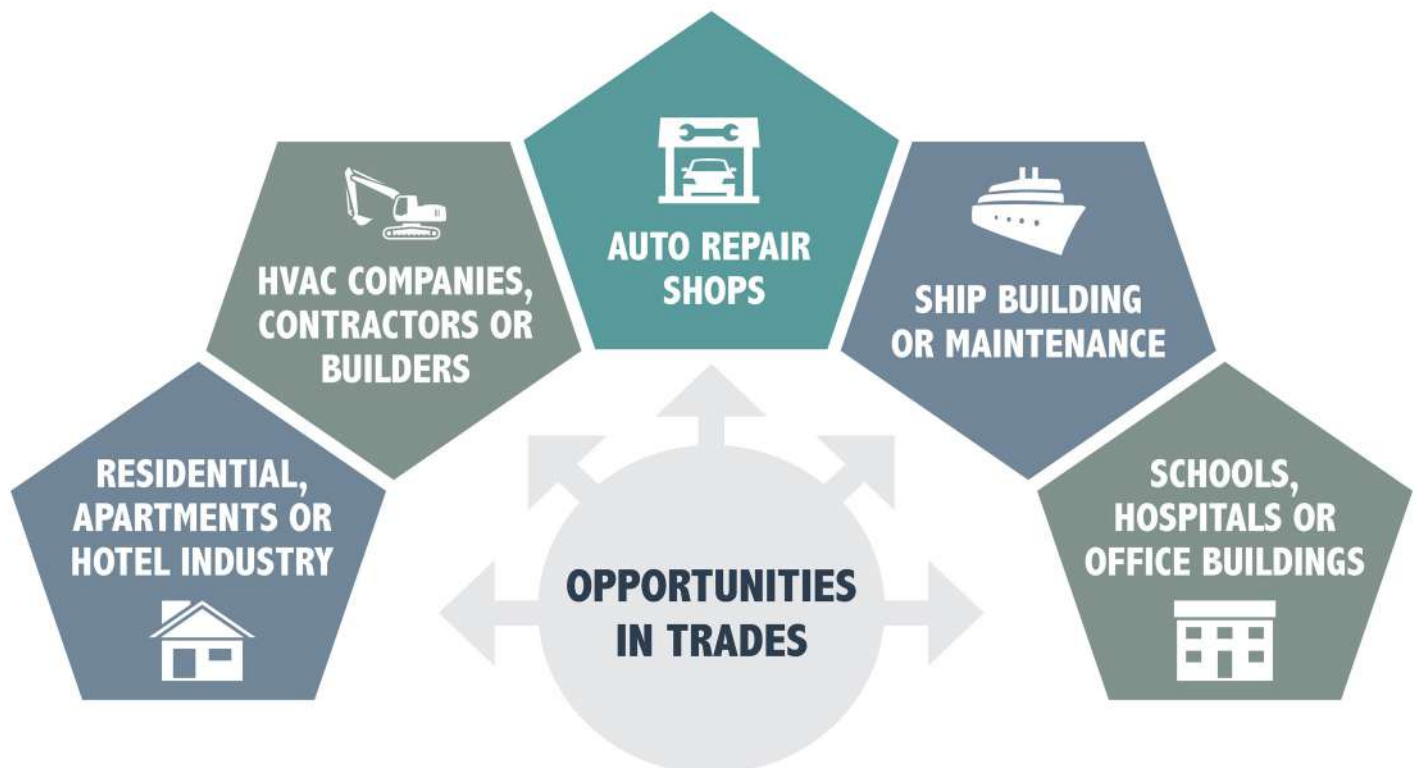 AUTO REPAIR
SHOPS
HVAC COMPANIES,
CONTRACTORS OR
BUILDERS
SHIP BUILDING
OR MAINTENANCE
RESIDENTIAL,
APARTMENTS OR
HOTEL INDUSTRY
SCHOOLS,
HOSPITALS OR
OFFICE BUILDINGS
OPPORTUNITIES
IN TRADES